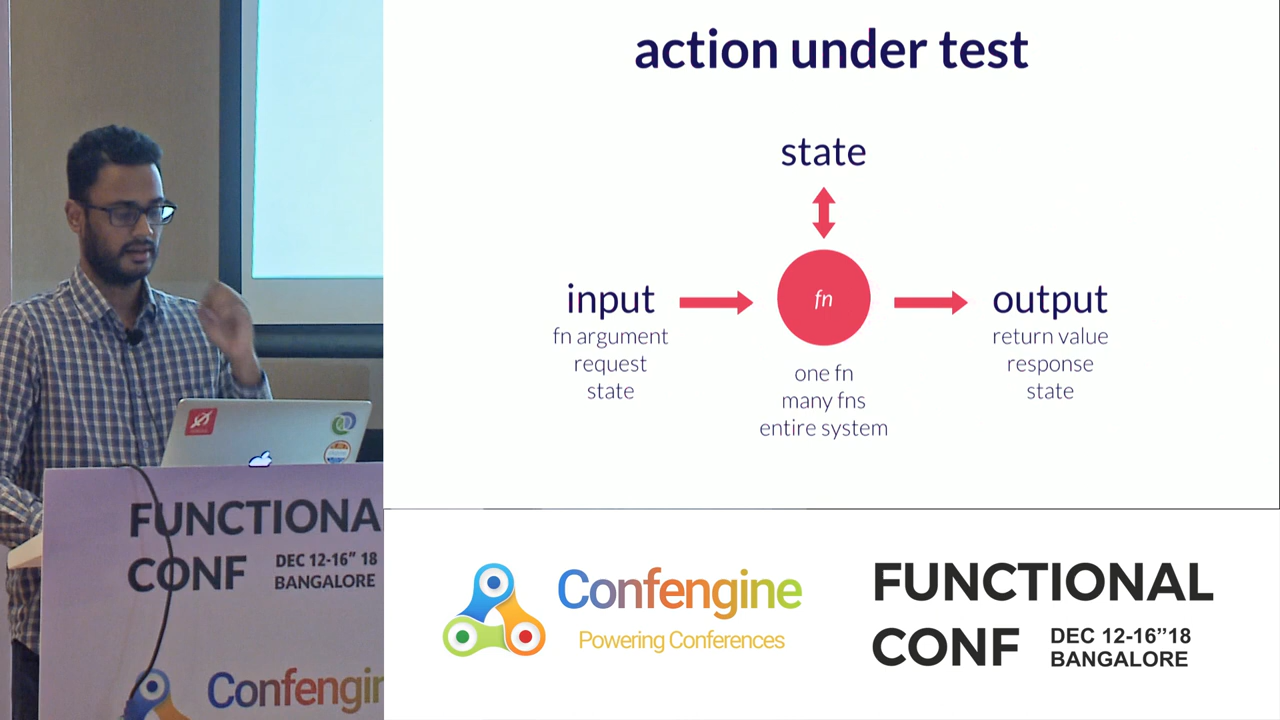 action under test
state
fn
input
fn argument
request
state
output
return value
response
state
one fn
many fns
entire system
FUNCTIONA
CONF
DEC 12-16" 18
BANGALORE
Confengin
Confengine
Powering Conferences
FUNCTIONAL
CONF
DEC 12-16”18
BANGALORE